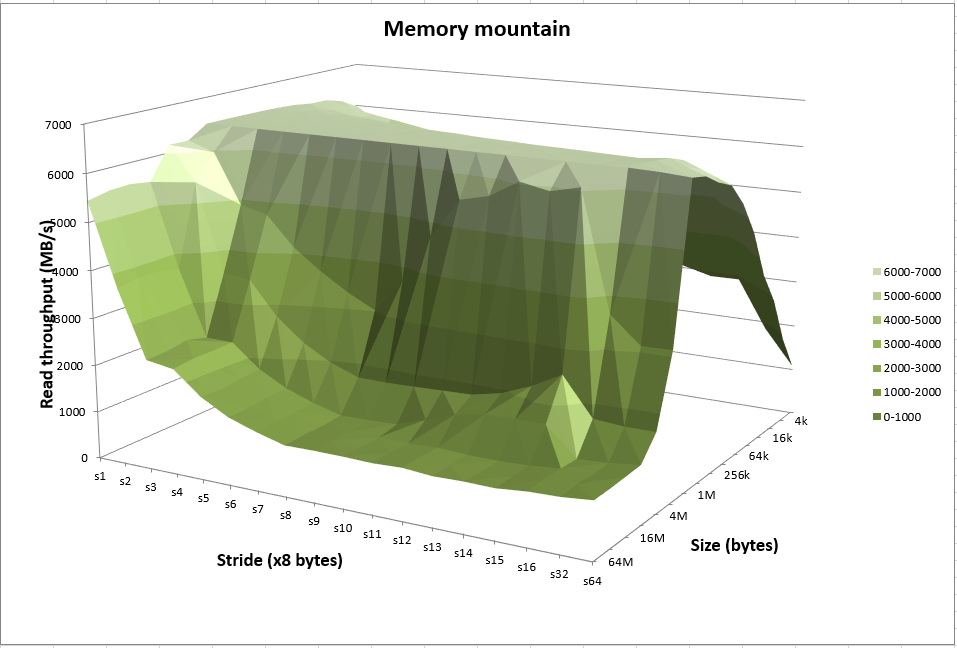 Memory mountain
7000
6000
5000
4000
3000
2000
1000
0
Read throughput (MB/s)
s1
s2
s3
s4
s5
s6
s7
s8
s9
s10
s11
s12
s13
s14
s15
s16
s32
s64
Stride (x8 bytes)
4k
16k
64k
256k
1M
4M
16M
64M
Size (bytes)
6000-7000
5000-6000
4000-5000
3000-4000
2000-3000
1000-2000
0-1000